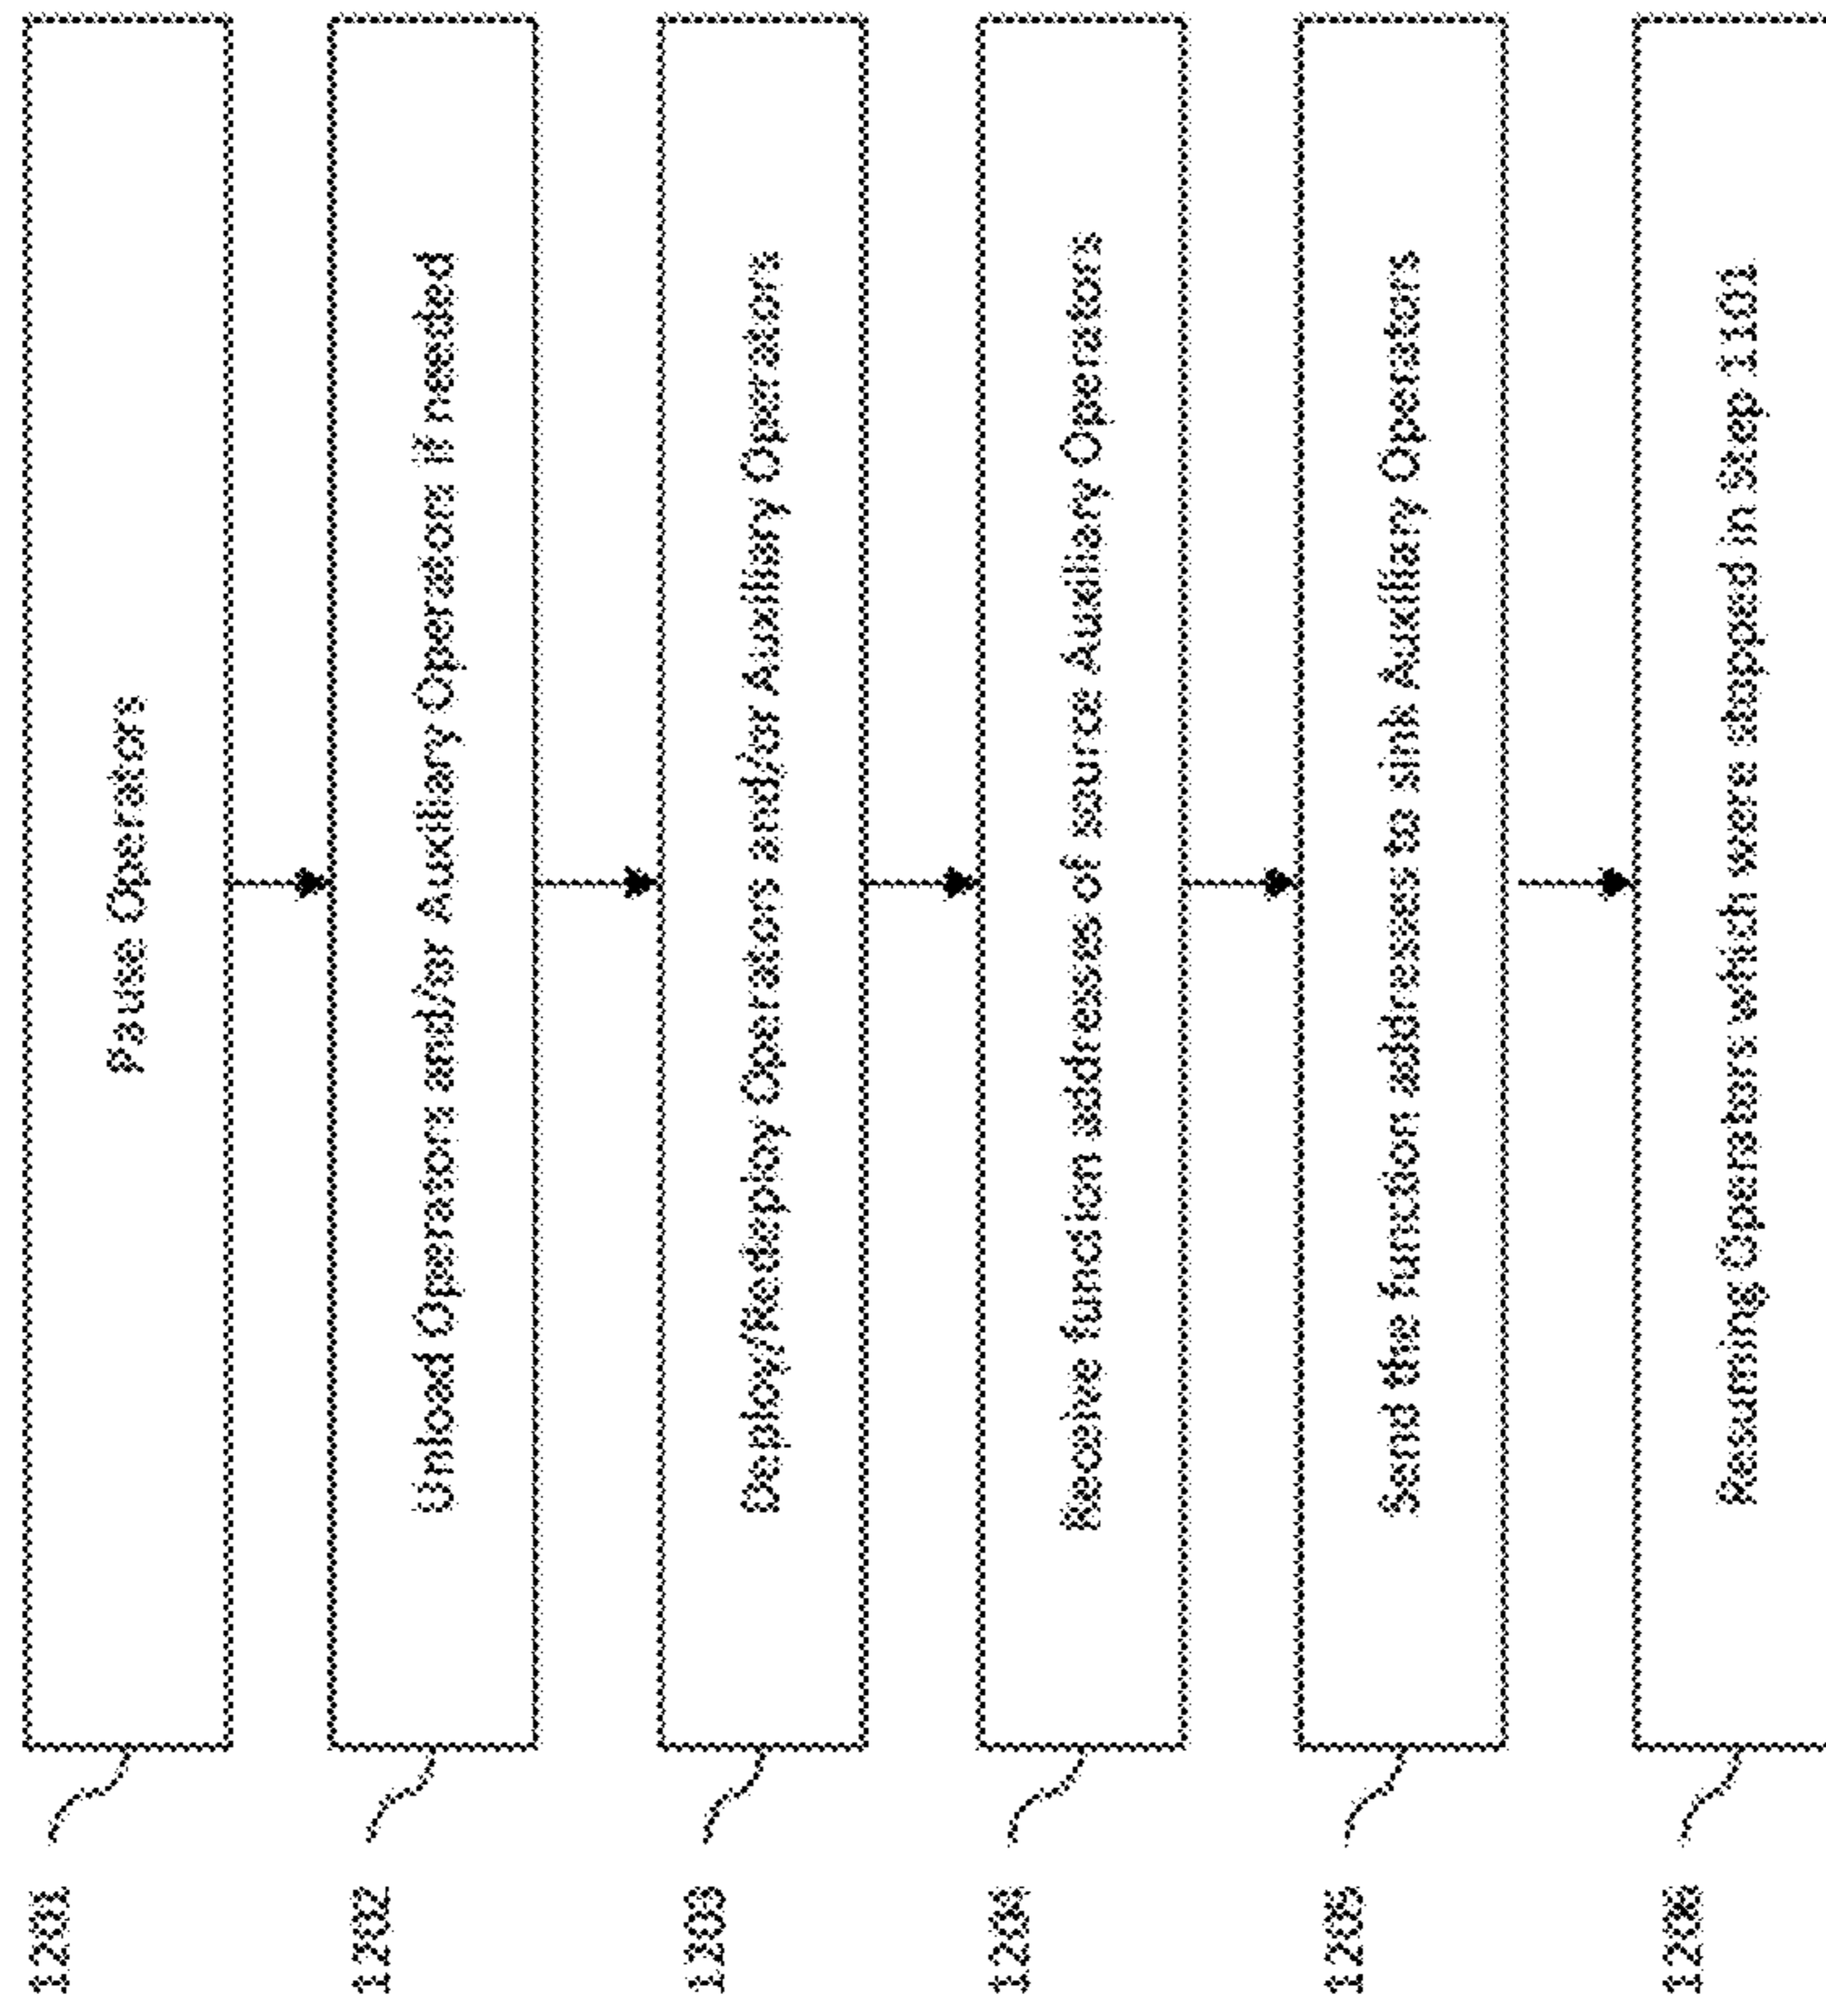 1201
Pause Operators
1202
Unload Operators and/or Auxiliary Operators if needed
1203
Deploy/Redeploy Operators and/or Auxiliary Operators
1204
Receive function addresses of source Auxiliary Operators
1205
Send the function addresses to sink Auxiliary Operators
1206
Resuming Operators which were stopped in step 1101